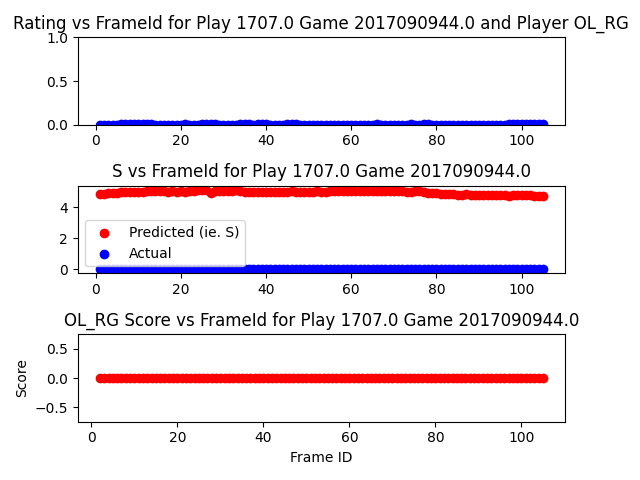 Rating vs FrameId for Play 1707.0 Game 2017090944.0 and Player OL_RG
1.0
0.5
0.0
0 20 40 60 80 100
S vs FrameId for Play 1707.0 Game 2017090944.0
4
2
0
Predicted (ie. S)
Actual
0 20 40 60 80 100
OL_RG Score vs FrameId for Play 1707.0 Game 2017090944.0
Score
0.5
0.0
−0.5
0 20 40 60 80 100
Frame ID